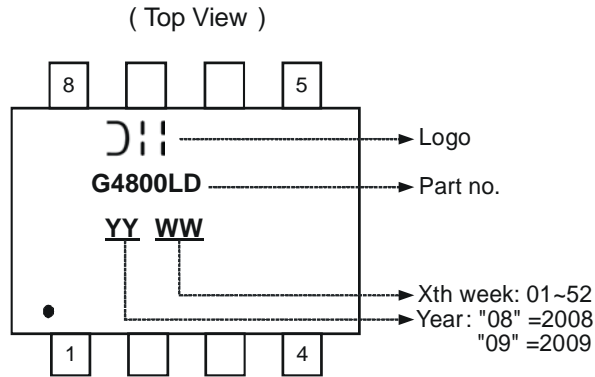 ( Top View )
8 5
Logo
G4800LD Part no.
YY WW
Xth week: 01~52
Year: "08" =2008
"09" =2009
1 4